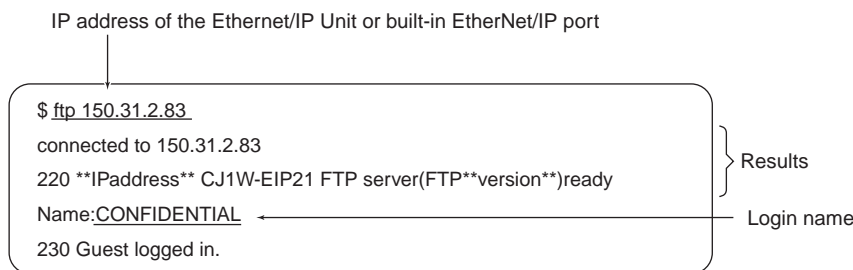 IP address of the Ethernet/IP Unit or built-in EtherNet/IP port
$ ftp 150.31.2.83
connected to 150.31.2.83
220 **IPaddress** CJ1W-EIP21 FTP server(FTP**version**)ready
Results
Name:CONFIDENTIAL
Login name
230 Guest logged in.